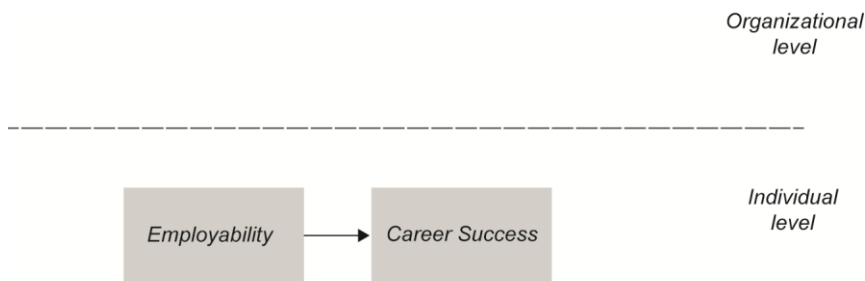 Organizational
level
Individual
level
Employability
Career Success